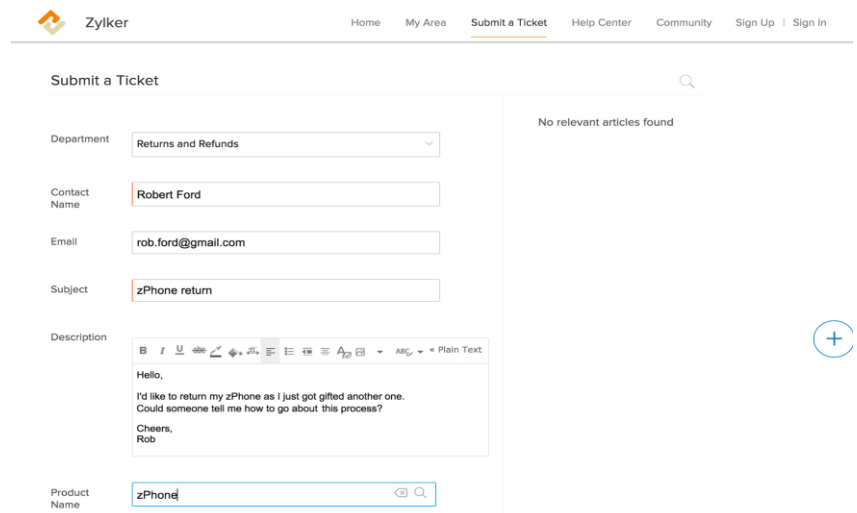 Zylker
Home My Area Submit a Ticket Help Center Community Sign Up | Sign In
Submit a Ticket
No relevant articles found
Department
Returns and Refunds
Contact
Name
Robert Ford
Email
rob.ford@gmail.com
Subject
zPhone return
Description
B I U abc ABC « Plain Text
Hello,
I'd like to return my zPhone as I just got gifted another one.
Could someone tell me how to go about this process?
Cheers,
Rob
Product
Name
zPhone